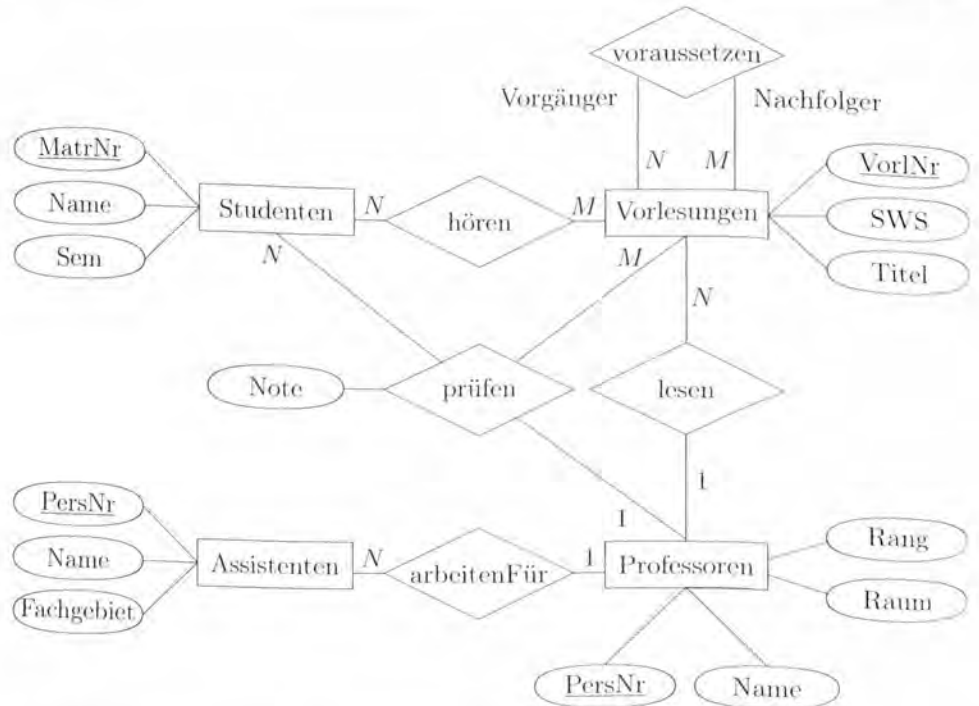 voraussetzen
Vorgänger
Nachfolger
N
M
MatrNr
Name
Sem
Studenten
N
hören
M
Vorlesungen
VorlNr
SWS
Titel
N
M
N
Note
prüfen
lesen
1
1
PersNr
Name
Fachgebiet
Assistenten
N
arbeitenFür
1
Professoren
Rang
Raum
PersNr
Name